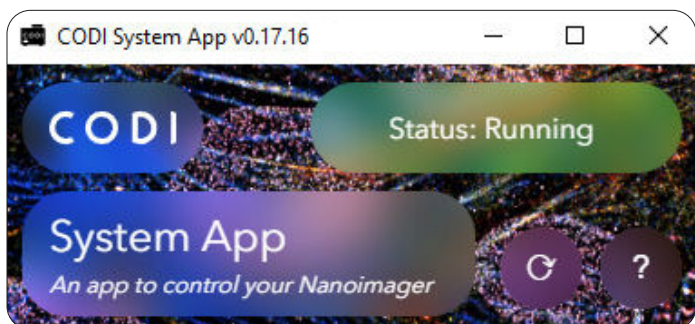 CODI System App v0.17.16
CODI
Status: Running
System App
An app to control your Nanoimager
?